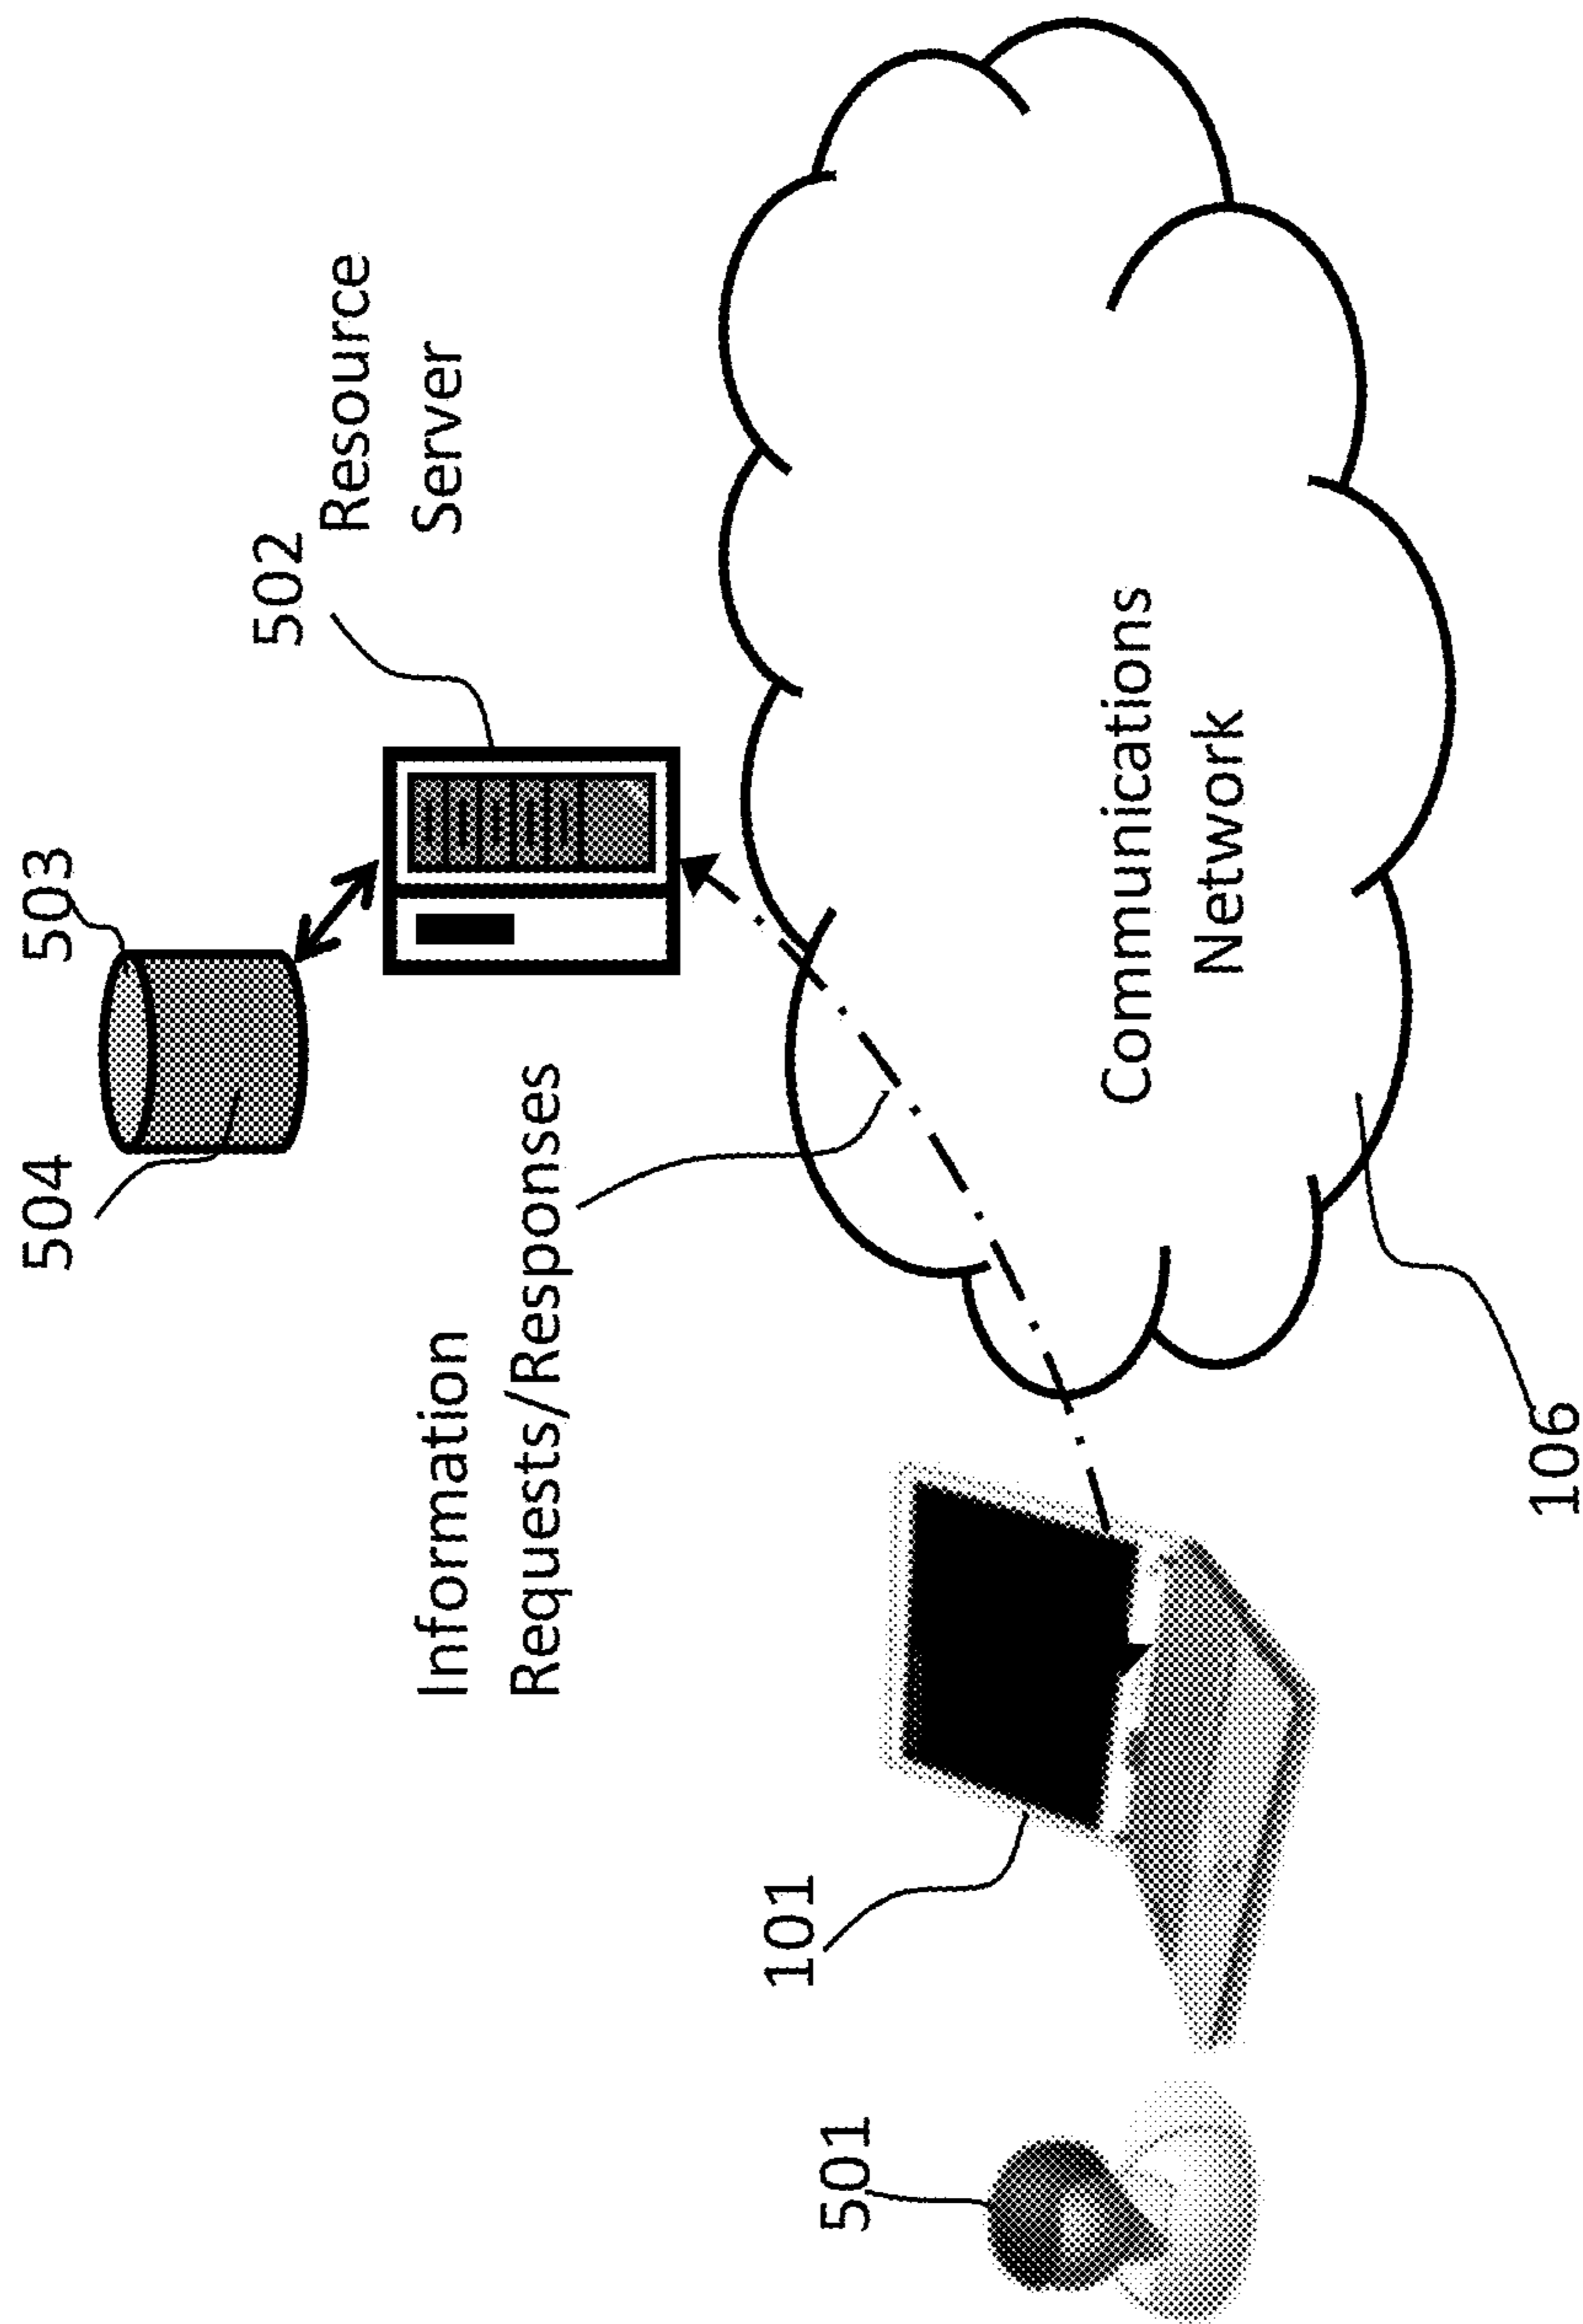 503
504
502
Resource
Server
Information
Requests/Responses
Communications
Network
101
501
106